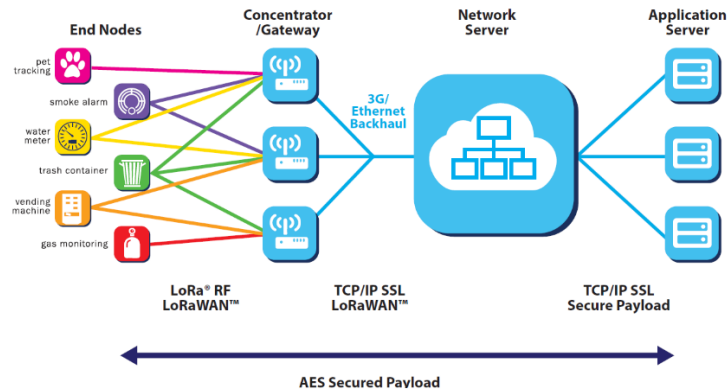 End Nodes
Concentrator
/Gateway
Network
Server
Application
Server
pet
tracking
smoke alarm
water
meter
trash container
vending
machine
gas monitoring
3G/
Ethernet
Backhaul
LoRa® RF
LoRaWAN™
TCP/IP SSL
LoRaWAN™
TCP/IP SSL
Secure Payload
AES Secured Payload